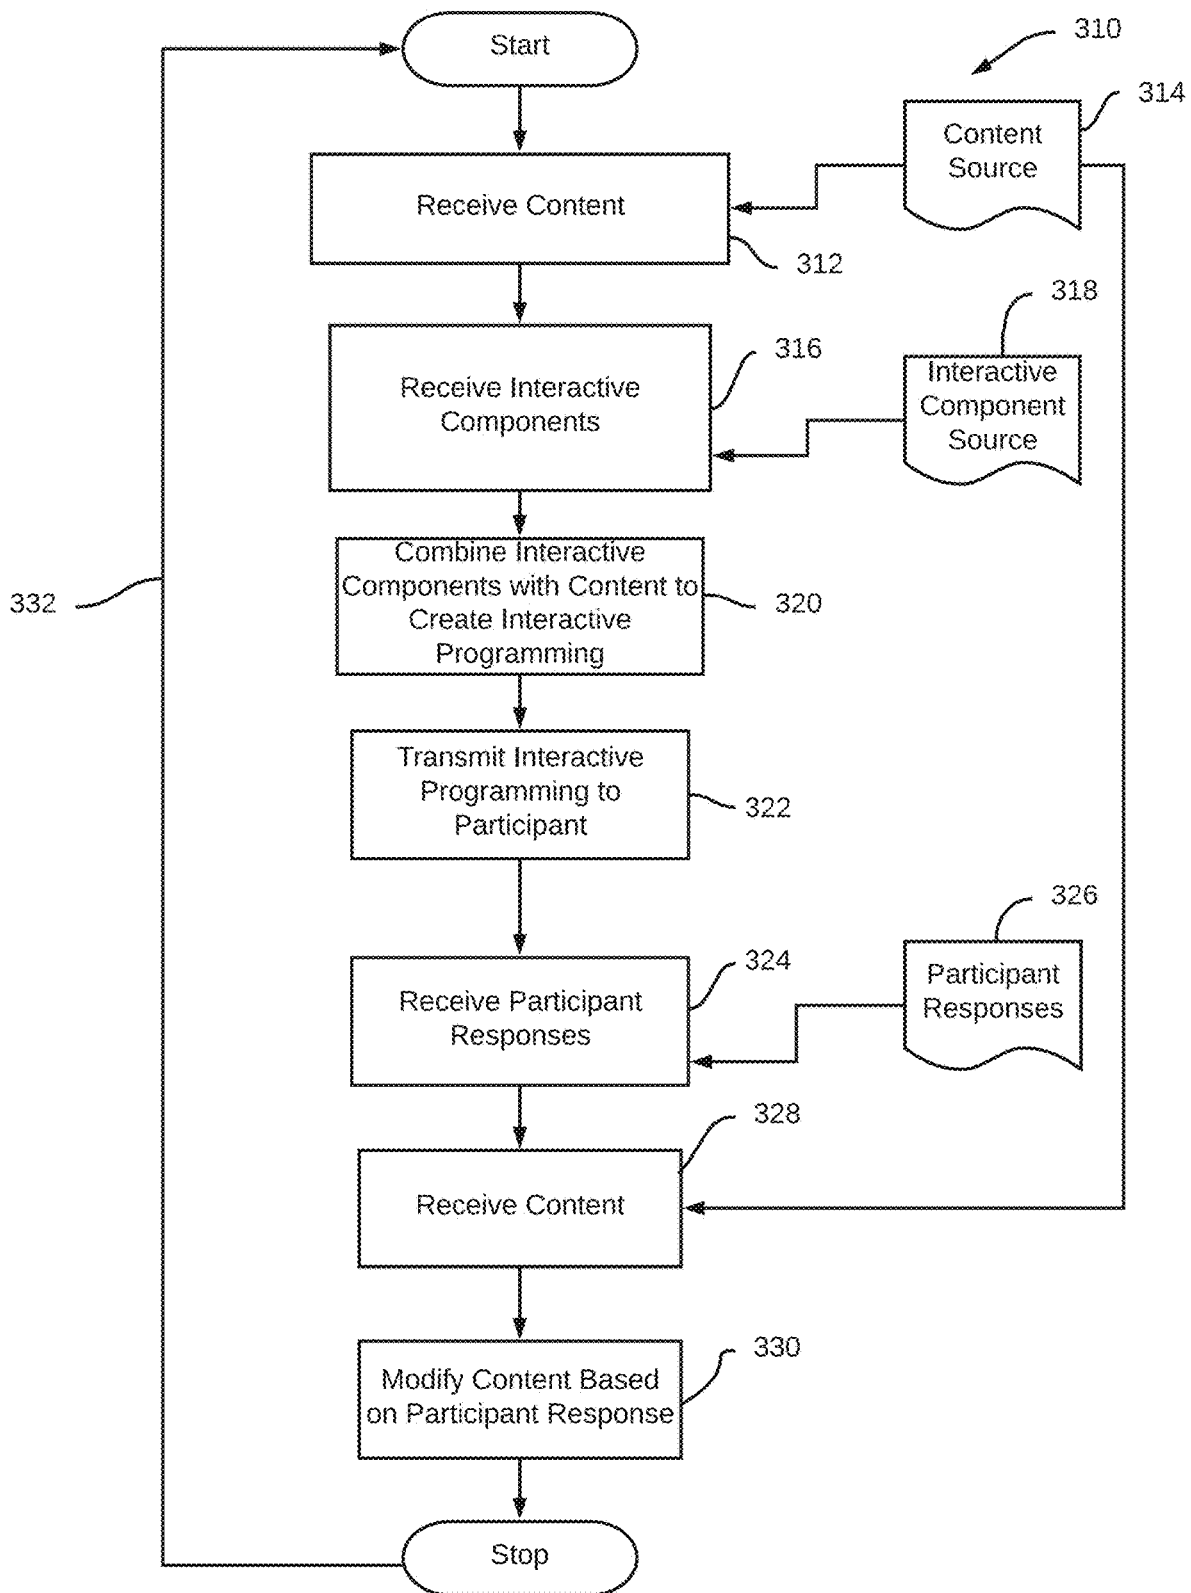 Start
310
314
Content
Source
Receive Content
312
318
316
Interactive
Component
Source
Receive Interactive
Components
Combine Interactive
Components with Content to
Create Interactive
Programming
332
320
Transmit Interactive
Programming to
Participant
322
326
324
Participant
Responses
Receive Participant
Responses
328
Receive Content
330
Modify Content Based
on Participant Response
Stop